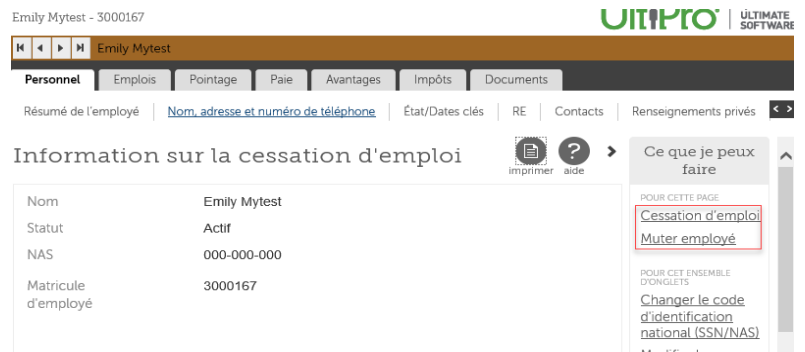 Emily Mytest - 3000167
UltiPro
ULTIMATE
SOFTWARE
Emily Mytest
Personnel Emplois Pointage Paie Avantages Impôts Documents
Résumé de l'employé Nom, adresse et numéro de téléphone État/Dates clés RE Contacts Renseignements privés
Information sur la cessation d'emploi
imprimer aide
Ce que je peux
faire
Nom Emily Mytest
Statut Actif
NAS 000-000-000
Matricule
d'employé 3000167
POUR CETTE PAGE
Cessation d'emploi
Muter employé
POUR CET ENSEMBLE
D'ONGLETS
Changer le code
d'identification
national (SSN/NAS)